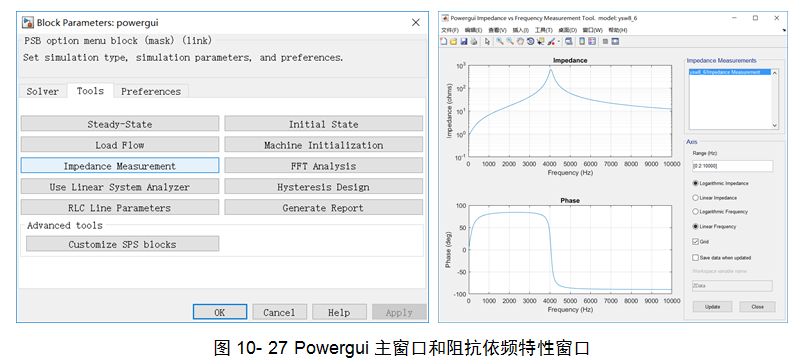 Block Parameters: powergui
PSB option menu block (mask) (link)
Set simulation type, simulation parameters, and preferences.
Solver Tools Preferences
Steady-State Initial State
Load Flow Machine Initialization
Impedance Measurement FFT Analysis
Use Linear System Analyzer Hysteresis Design
RLC Line Parameters Generate Report
Advanced tools
Customize SPS blocks
OK Cancel Help Apply
Powergui Impedance vs Frequency Measurement Tool. model: ysw8_6
文件(F) 编辑(E) 查看(V) 插入(I) 工具(T) 桌面(D) 窗口(W) 帮助(H)
Impedance
Impedance (ohms)
10³
10²
10¹
10⁰
10⁻¹
0 1000 2000 3000 4000 5000 6000 7000 8000 9000 10000
Frequency (Hz)
Phase
Phase (deg)
100
50
0
-50
-100
0 1000 2000 3000 4000 5000 6000 7000 8000 9000 10000
Frequency (Hz)
Impedance Measurements
ysw8_6/Impedance Measurement
Axis
Range (Hz):
[0:2:10000]
Logarithmic Impedance
Linear Impedance
Logarithmic Frequency
Linear Frequency
Grid
Save data when updated
Workspace variable name
ZData
Update Close
图 10- 27 Powergui 主窗口和阻抗依频特性窗口